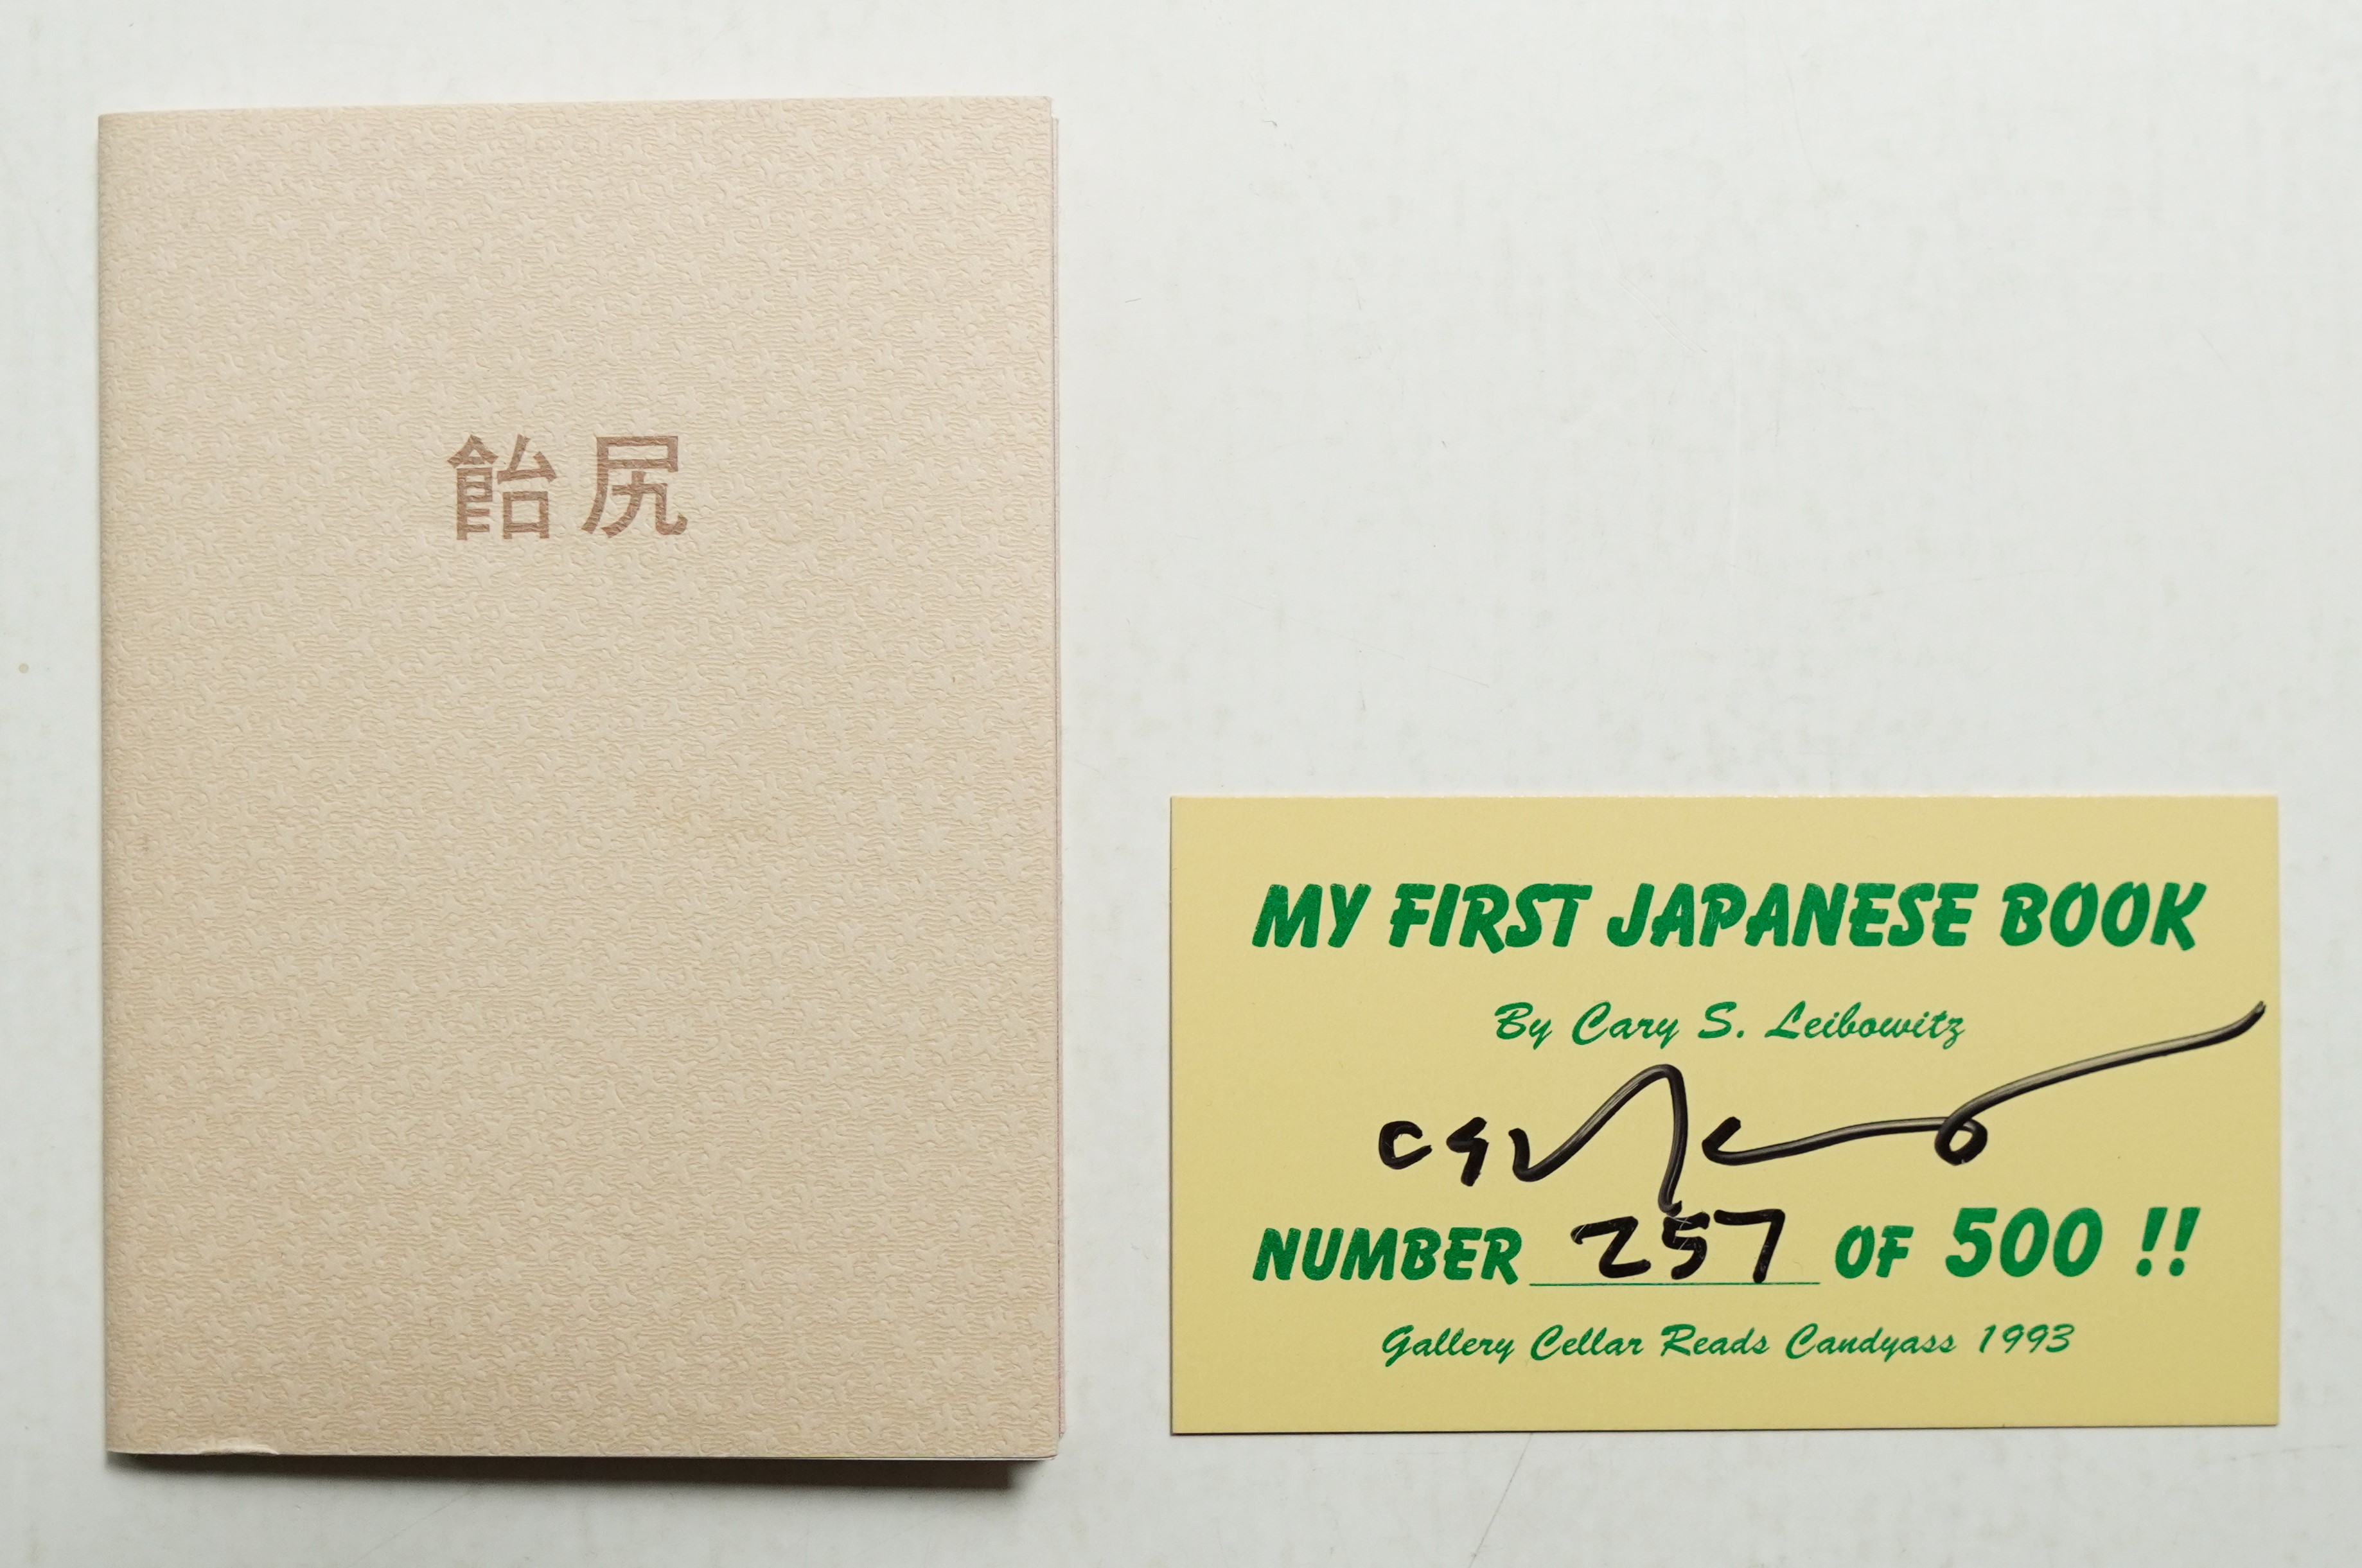 飴尻
MY FIRST JAPANESE BOOK
By Cary S. Leibowitz
NUMBER 257 OF 500 !!
Gallery Cellar Reads Candyass 1993